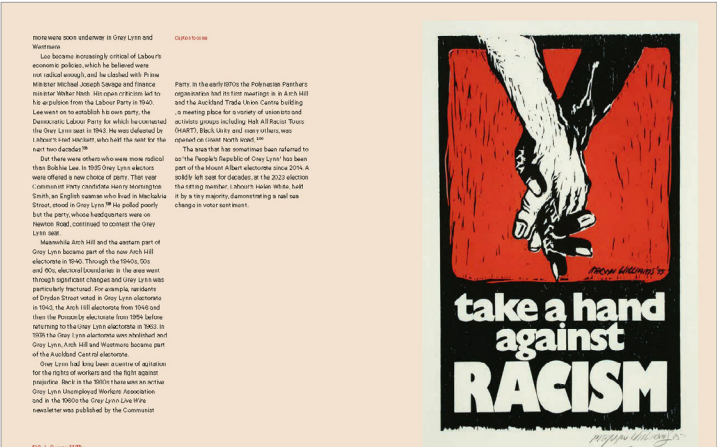 more were soon underway in Grey Lynn and
Westmere
Lee became increasingly critical of Labour's
economic policies, which he believed were
not radical enough, and he clashed with Prime
Minister Michael Joseph Savage and finance
minister Walter Nash. His open criticism led to
his expulsion from the Labour Party in 1940.
Lee went on to establish his own party, the
Democratic Labour Party for which he contested
the Grey Lynn seat in 1943. He was defeated by
Labour's Fred Hackett, who held the seat for the
next two decades
But there were others who were more radical
than Bolshie Lee. In 1935 Grey Lynn electors
were offered a new choice of party. That year
Communist Party candidate Henry Mornington
Smith, an English seaman who lived in Mackelvie
Street, stood in Grey Lynn. He polled poorly
but the party, whose headquarters were on
Newton Road, continued to contest the Grey
Lynn seat.
Meanwhile Arch Hill and the eastern part of
Grey Lynn became part of the new Arch Hill
electorate in 1946. Through the 1940s, 50s
and 60s, electoral boundaries in the area went
through significant changes and Grey Lynn was
particularly fractured. For example, residents
of Dryden Street voted in Grey Lynn electorate
in 1943, the Arch Hill electorate from 1946 and
then the Ponsonby electorate from 1954 before
returning to the Grey Lynn electorate in 1963. In
1978 the Grey Lynn electorate was abolished and
Grey Lynn, Arch Hill and Westmere became part
of the Auckland Central electorate.
Grey Lynn had long been a centre of agitation
for the rights of workers and the fight against
prejudice. Back in the 1930s there was an active
Grey Lynn Unemployed Workers Association
and in the 1960s the Grey Lynn Live Wire
newsletter was published by the Communist
Caption to come
Party. In the early 1970s the Polynesian Panthers
organisation had its first meetings in in Arch Hill
and the Auckland Trade Union Centre building
, a meeting place for a variety of unionists and
activists groups including Halt All Racist Tours
(HART), Black Unity and many others, was
opened on Great North Road.
The area that has sometimes been referred to
as 'the People's Republic of Grey Lynn' has been
part of the Mount Albert electorate since 2014. A
solidly left seat for decades, at the 2023 election
the sitting member, Labour's Helen White, held
it by a tiny majority, demonstrating a real sea
change in voter sentiment.
take a hand
against
RACISM